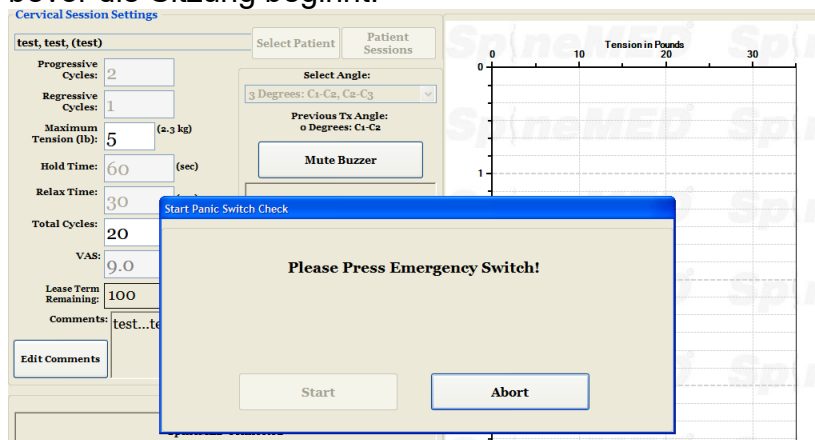 bevor die Sitzung beginnt.
Cervical Session Settings
test, test, (test)
Select Patient
Patient
Sessions
Progressive
Cycles: 2
Regressive
Cycles: 1
Maximum
Tension (lb): 5 (2.3 kg)
Hold Time: 60 (sec)
Relax Time: 30
Total Cycles: 20
VAS: 9.0
Lease Term
Remaining: 100
Comments: test...te
Edit Comments
Select Angle:
3 Degrees: C1-C2, C2-C3
Previous Tx Angle:
0 Degrees: C1-C2
Mute Buzzer
Start Panic Switch Check
Please Press Emergency Switch!
Start
Abort
Tension in Pounds
0 10 20 30
0
1
SpineMED